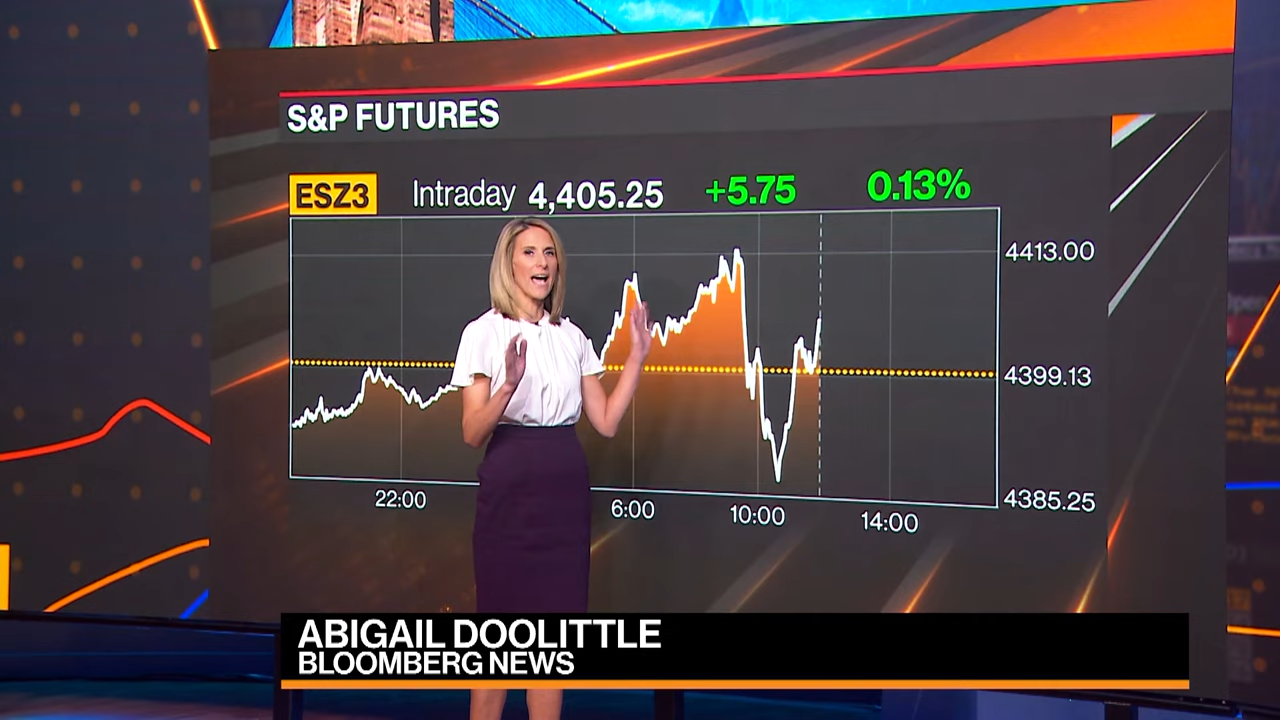 S&P FUTURES
ESZ3 Intraday 4,405.25 +5.75 0.13%
4413.00
4399.13
4385.25
22:00 6:00 10:00 14:00
ABIGAIL DOOLITTLE
BLOOMBERG NEWS